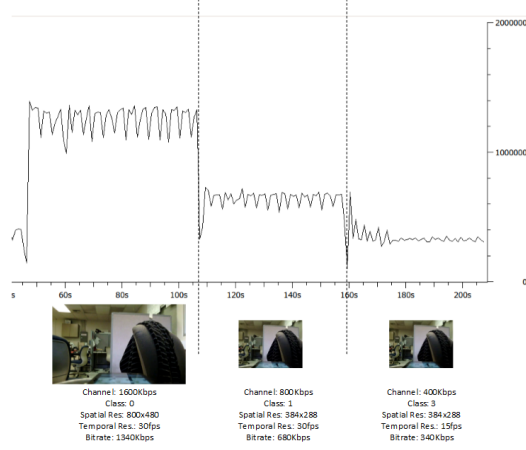 2000000
1000000
0
s 60s 80s 100s 120s 140s 160s 180s 200s
Channel: 1600Kbps
Class: 0
Spatial Res: 800x480
Temporal Res.: 30fps
Bitrate: 1340Kbps
Channel: 800Kbps
Class: 1
Spatial Res: 384x288
Temporal Res.: 30fps
Bitrate: 680Kbps
Channel: 400Kbps
Class: 3
Spatial Res: 384x288
Temporal Res.: 15fps
Bitrate: 340Kbps